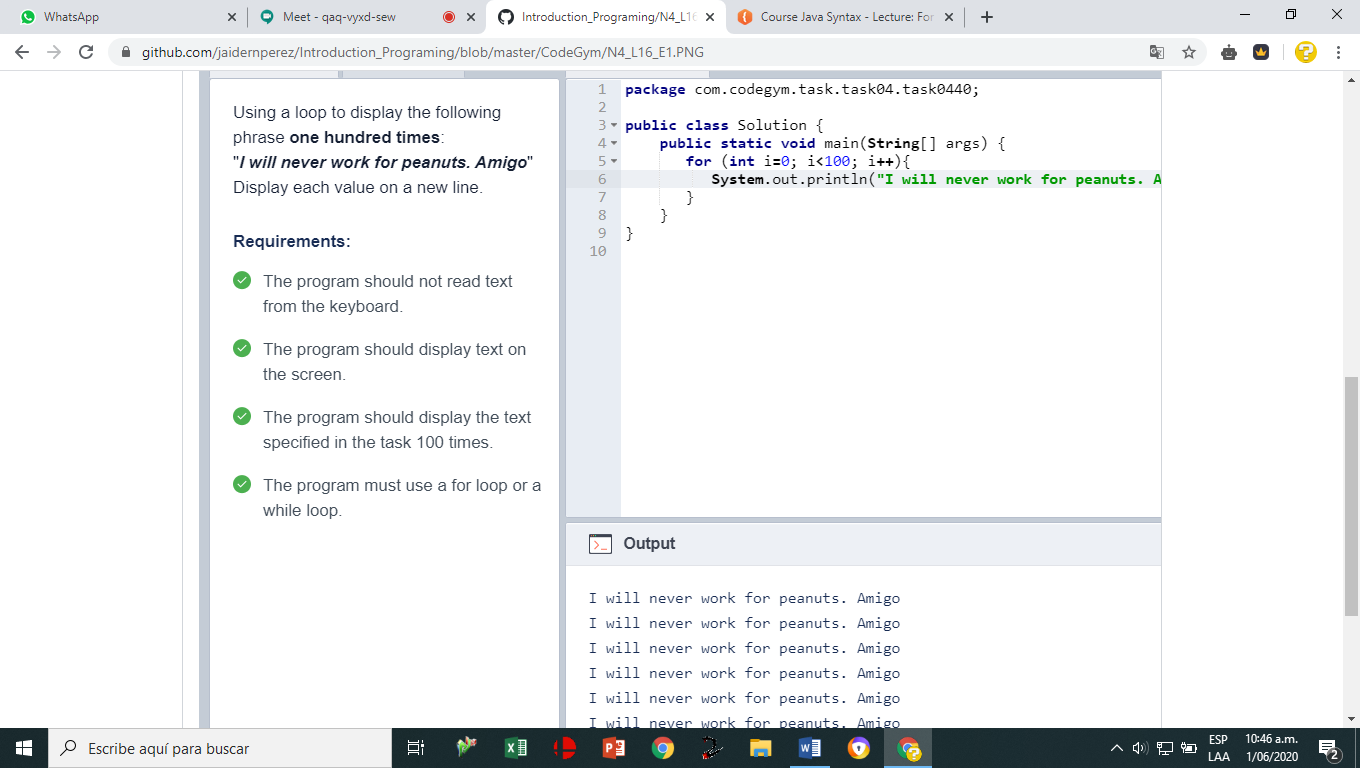 WhatsApp
Meet - qaq-vyxd-sew
Introduction_Programing/N4_L16
Course Java Syntax - Lecture: For
github.com/jaidernperez/Introduction_Programing/blob/master/CodeGym/N4_L16_E1.PNG
Using a loop to display the following
phrase one hundred times:
"I will never work for peanuts. Amigo"
Display each value on a new line.
Requirements:
The program should not read text
from the keyboard.
The program should display text on
the screen.
The program should display the text
specified in the task 100 times.
The program must use a for loop or a
while loop.
1 package com.codegym.task.task04.task0440;
2
3 public class Solution {
4 public static void main(String[] args) {
5 for (int i=0; i<100; i++){
6 System.out.println("I will never work for peanuts. A
7 }
8 }
9 }
10
>_ Output
I will never work for peanuts. Amigo
I will never work for peanuts. Amigo
I will never work for peanuts. Amigo
I will never work for peanuts. Amigo
I will never work for peanuts. Amigo
I will never work for peanuts. Amigo
Escribe aquí para buscar
ESP
LAA
10:46 a.m.
1/06/2020
2